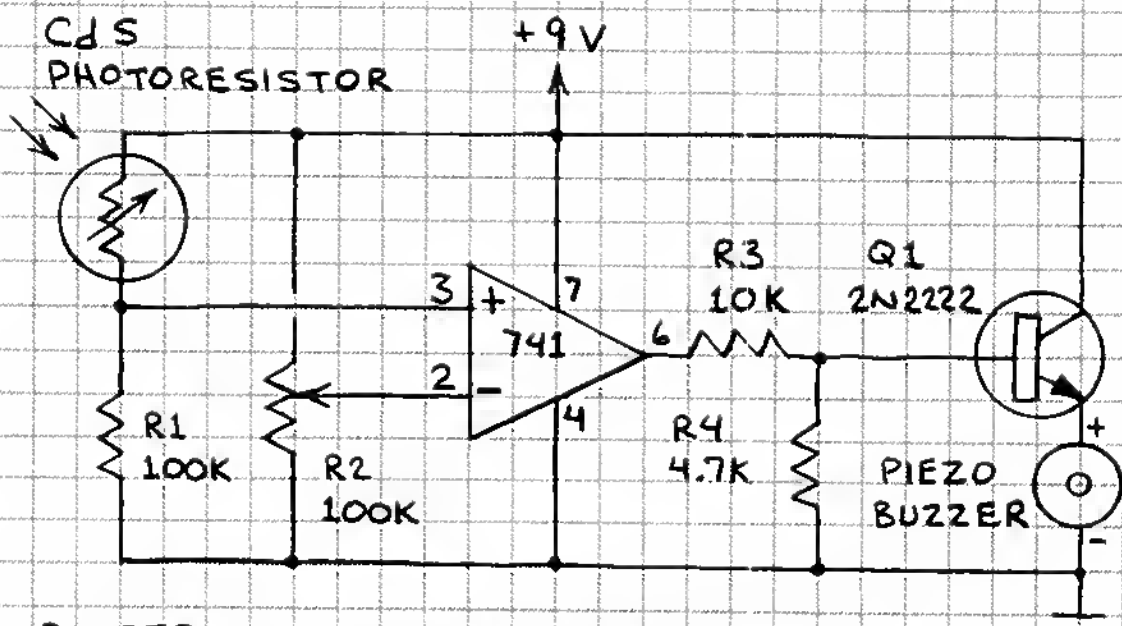 CdS
PHOTORESISTOR
+9V
R3
10K
Q1
2N2222
3
+
7
741
6
2
-
4
R1
100K
R2
100K
R4
4.7K
+
PIEZO
BUZZER
-